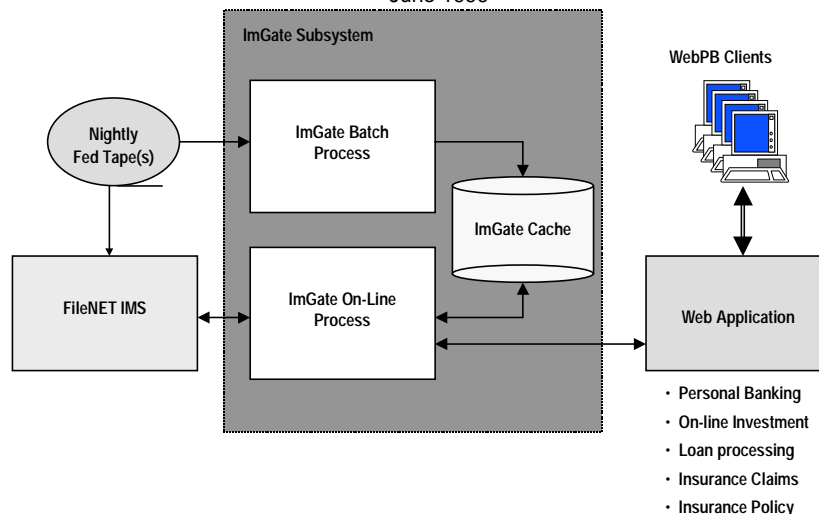 ImGate Subsystem
WebPB Clients
Nightly
Fed Tape(s)
ImGate Batch
Process
ImGate Cache
FileNET IMS
ImGate On-Line
Process
Web Application
· Personal Banking
· On-line Investment
· Loan processing
· Insurance Claims
· Insurance Policy